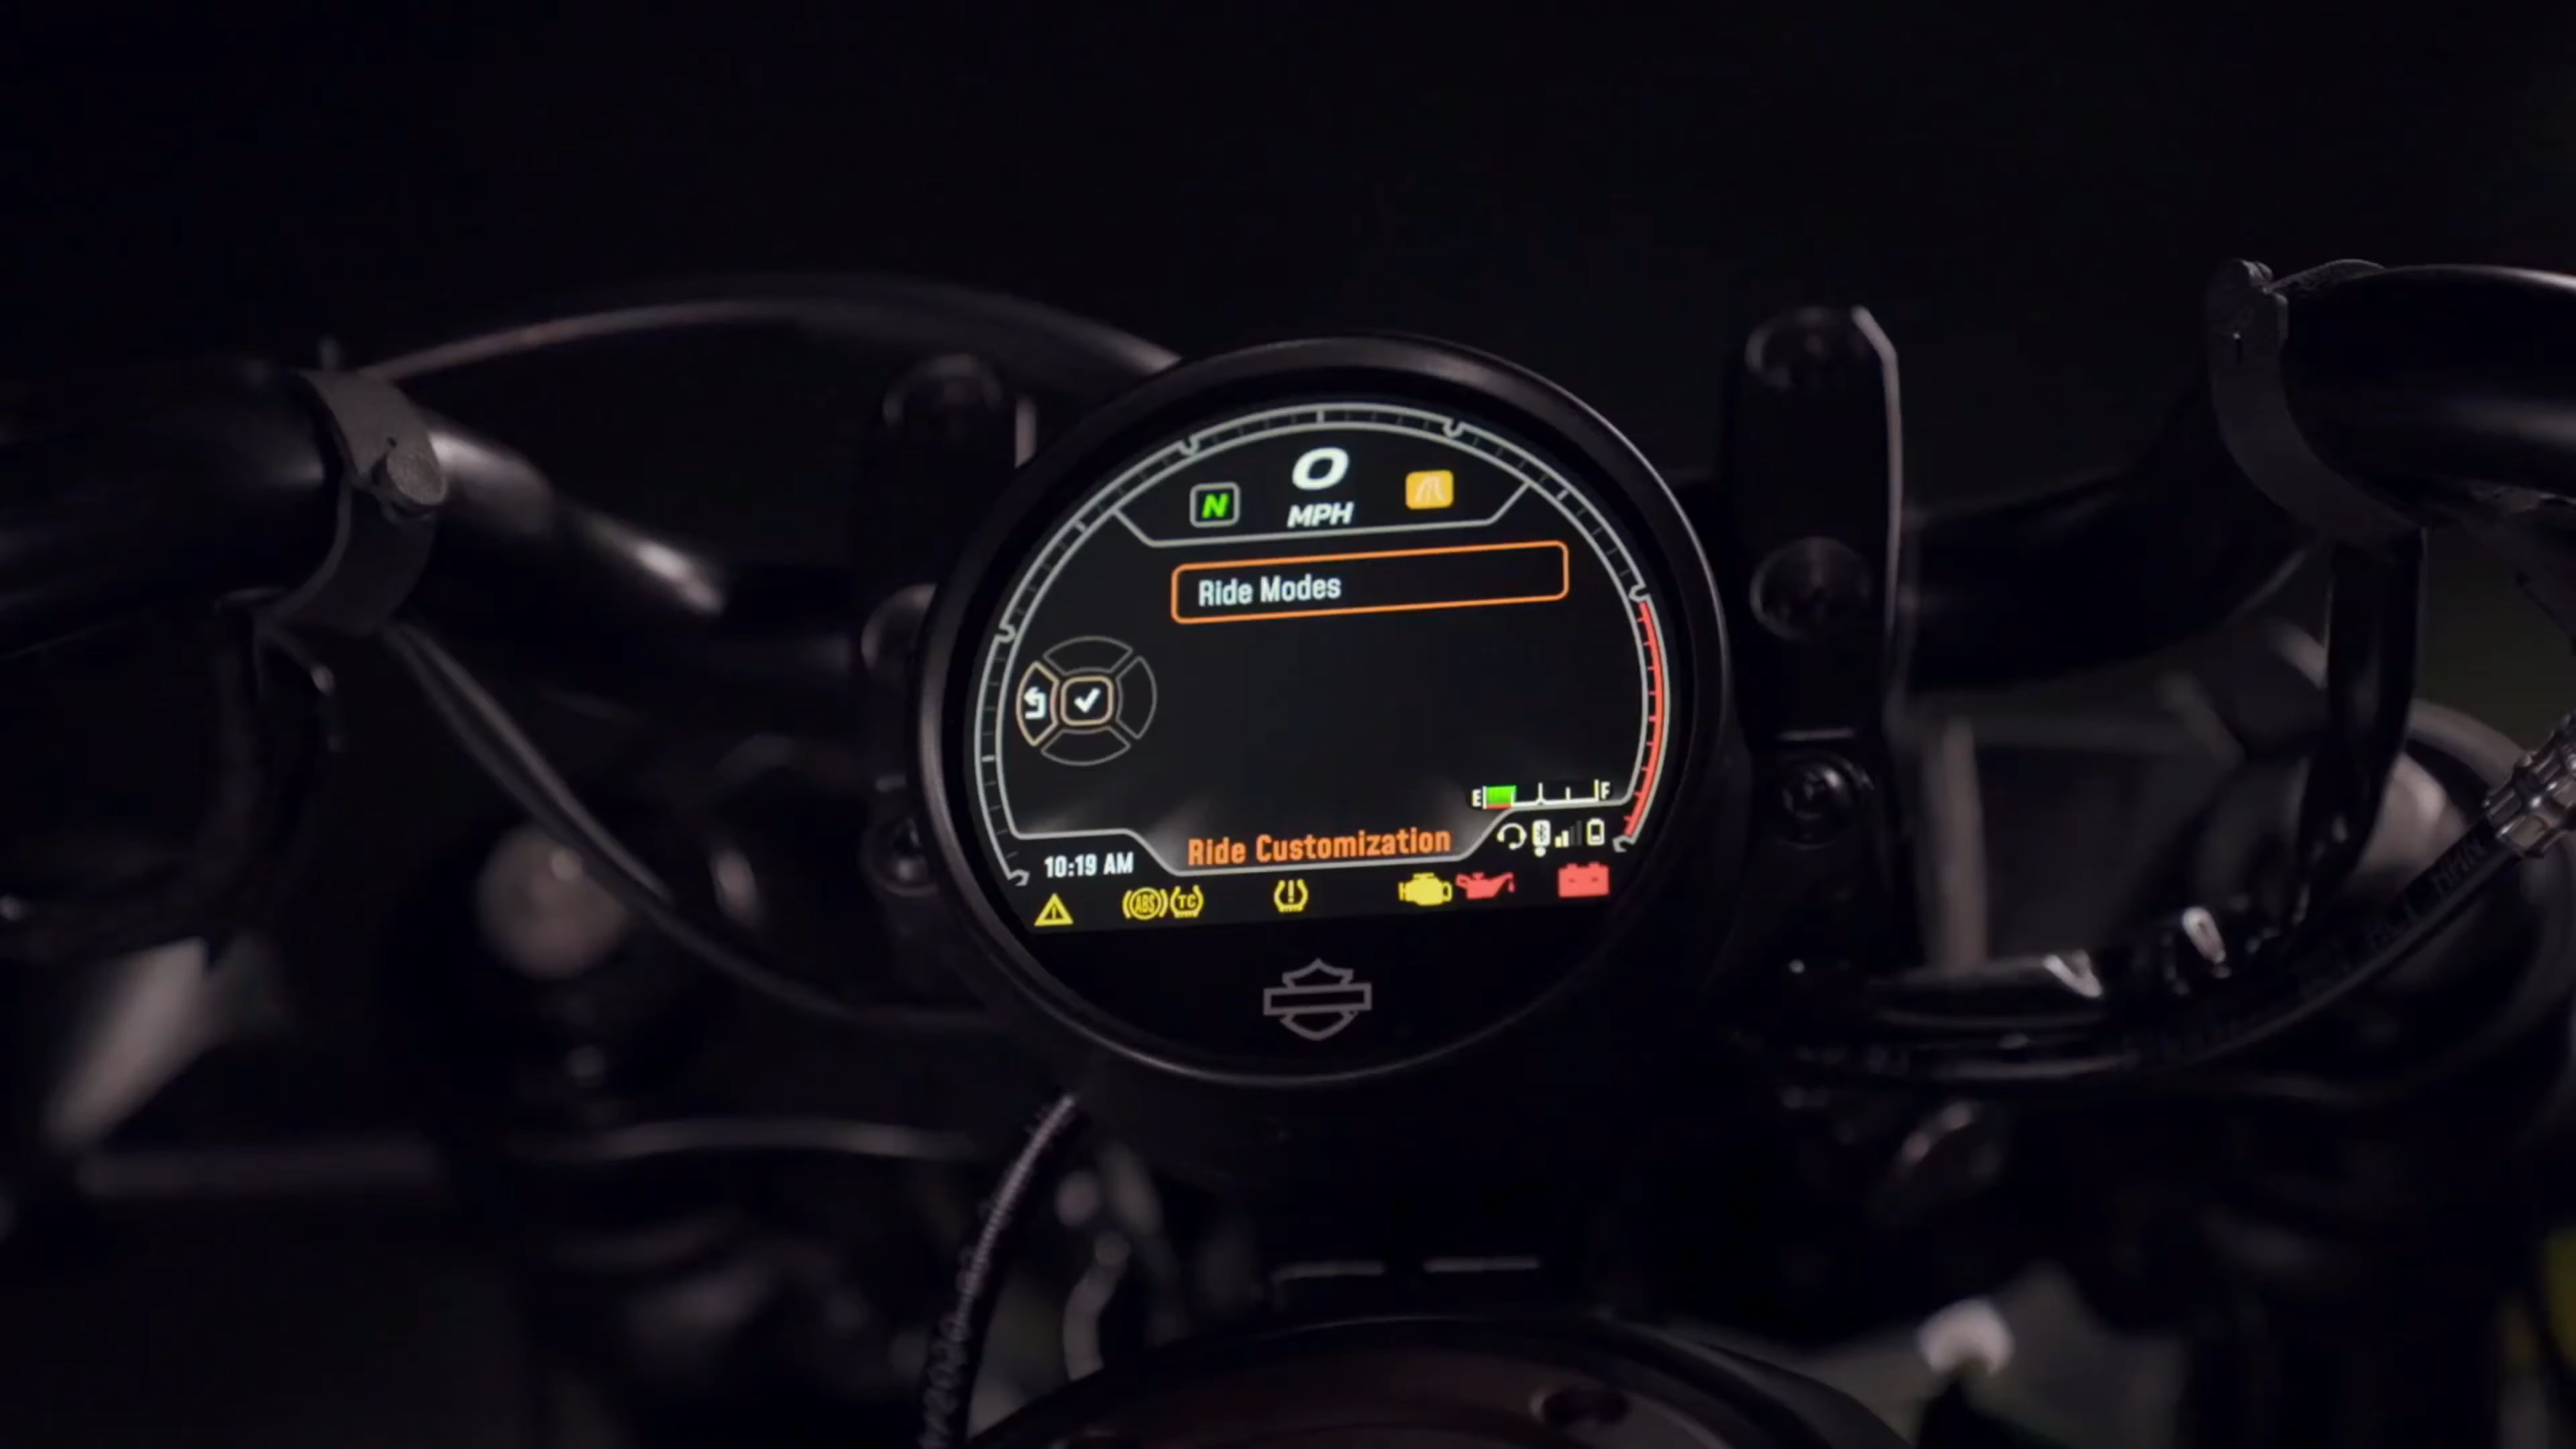 0
N
MPH
Ride Modes
E F
Ride Customization
10:19 AM
ABS TC